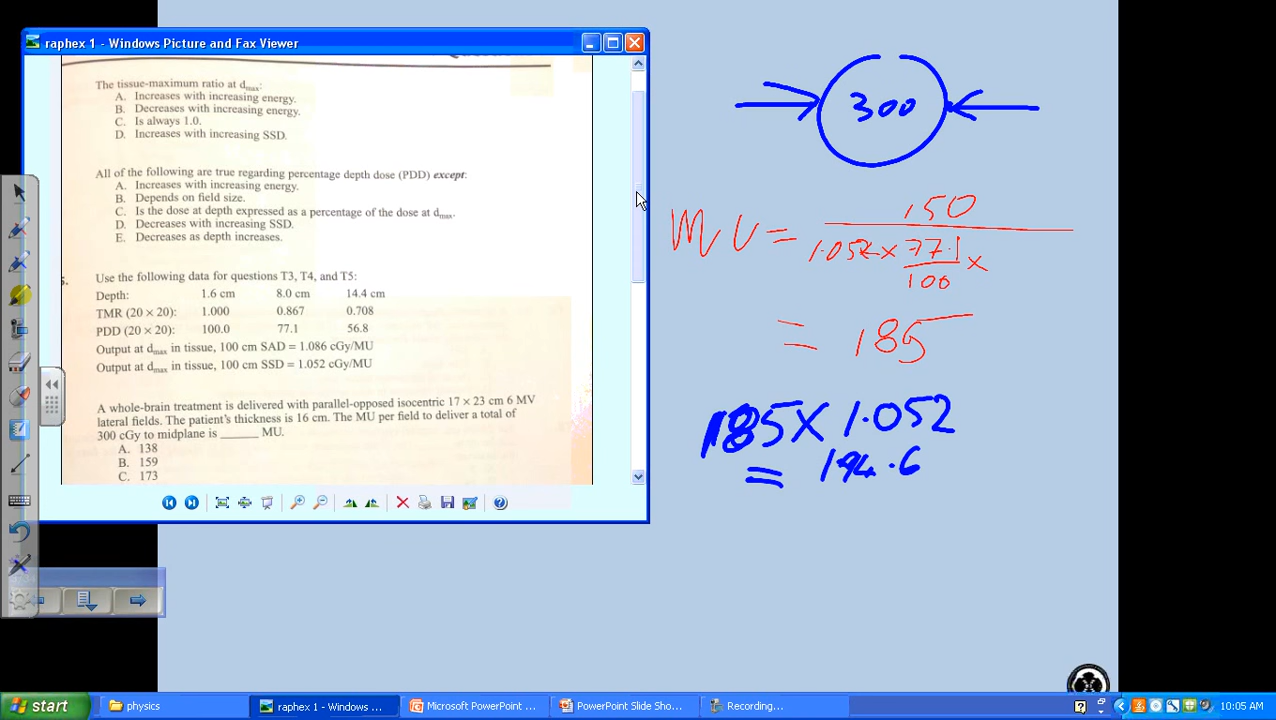 raphex 1 - Windows Picture and Fax Viewer
The tissue-maximum ratio at dmax:
A. Increases with increasing energy.
B. Decreases with increasing energy.
C. Is always 1.0.
D. Increases with increasing SSD.
All of the following are true regarding percentage depth dose (PDD) except:
A. Increases with increasing energy.
B. Depends on field size.
C. Is the dose at depth expressed as a percentage of the dose at dmax.
D. Decreases with increasing SSD.
E. Decreases as depth increases.
Use the following data for questions T3, T4, and T5:
Depth: 1.6 cm 8.0 cm 14.4 cm
TMR (20 × 20): 1.000 0.867 0.708
PDD (20 × 20): 100.0 77.1 56.8
Output at dmax in tissue, 100 cm SAD = 1.086 cGy/MU
Output at dmax in tissue, 100 cm SSD = 1.052 cGy/MU
A whole-brain treatment is delivered with parallel-opposed isocentric 17 × 23 cm 6 MV
lateral fields. The patient's thickness is 16 cm. The MU per field to deliver a total of
300 cGy to midplane is ______ MU.
A. 138
B. 159
C. 173
300
150
MU = 1.052 × 77.1 ×
100
= 185
185 × 1.052
= 194.6
start
physics
raphex 1 - Windows ...
Microsoft PowerPoint ...
PowerPoint Slide Sho...
Recording...
10:05 AM